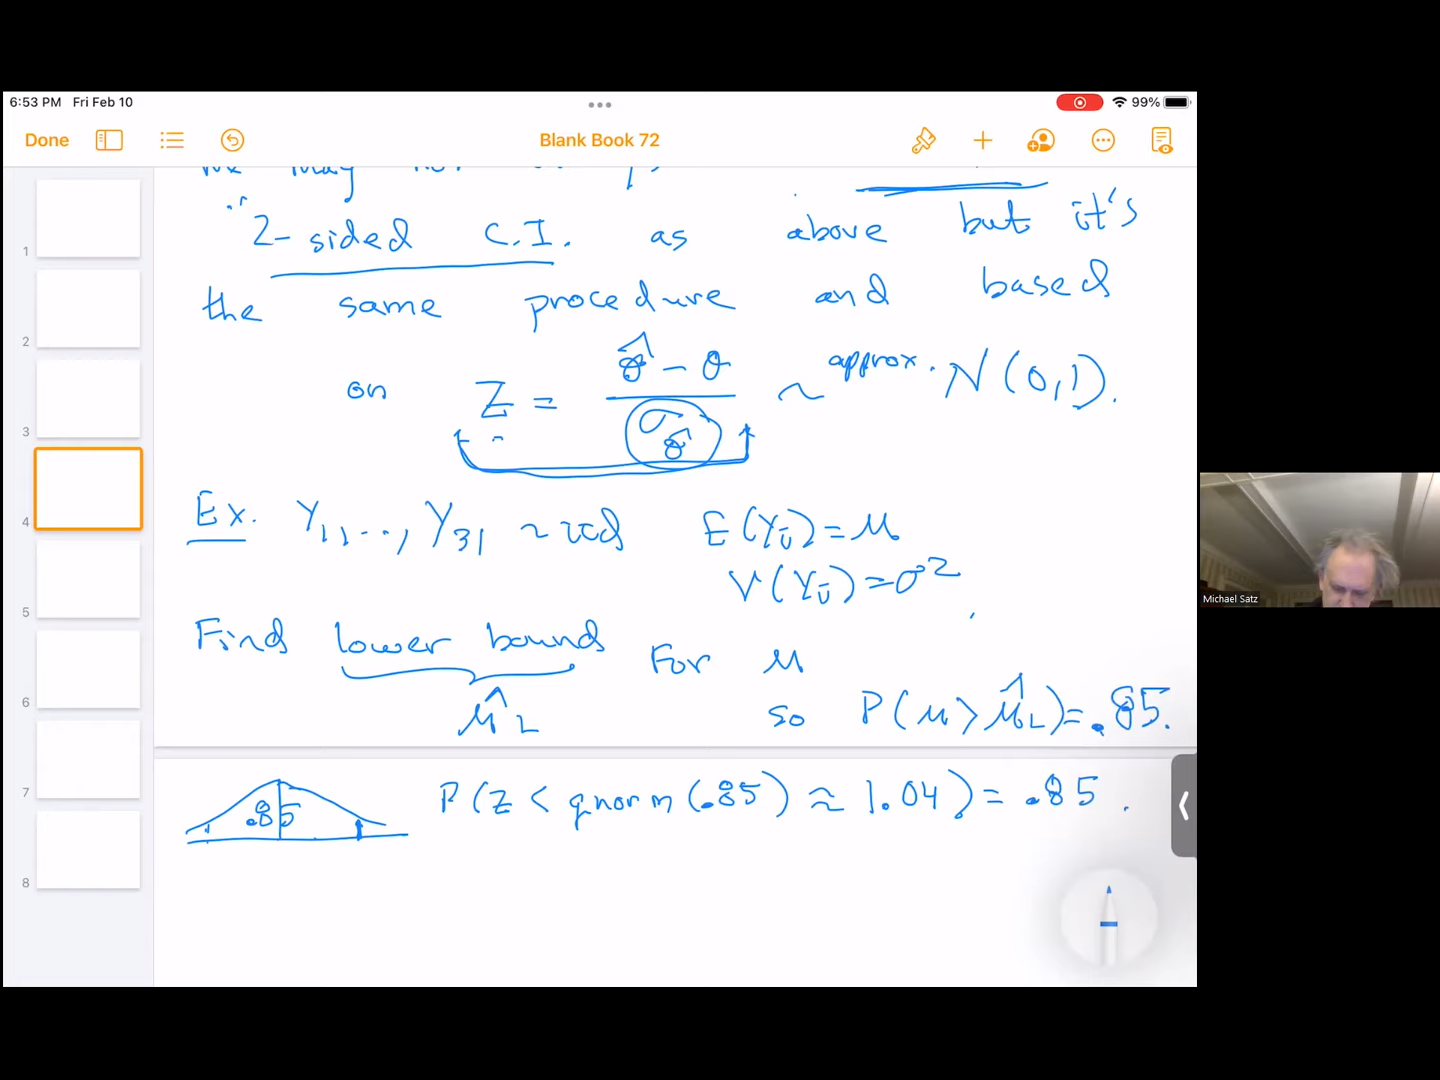 6:53 PM Fri Feb 10
99%
Done
Blank Book 72
may
"2-sided C.I. as above but it's
the same procedure and based
on Z = (θ̂ - θ) / σ_θ̂ ~ approx. N(0,1).
Ex. Y₁,..., Y₃₁ ~ iid E(Yᵢ) = μ
V(Yᵢ) = σ²
Find lower bound for μ
μ̂_L so P(μ > μ̂_L) = .85.
.85 P(Z < qnorm(.85) ≈ 1.04) = .85.
1
2
3
4
5
6
7
8
Michael Satz